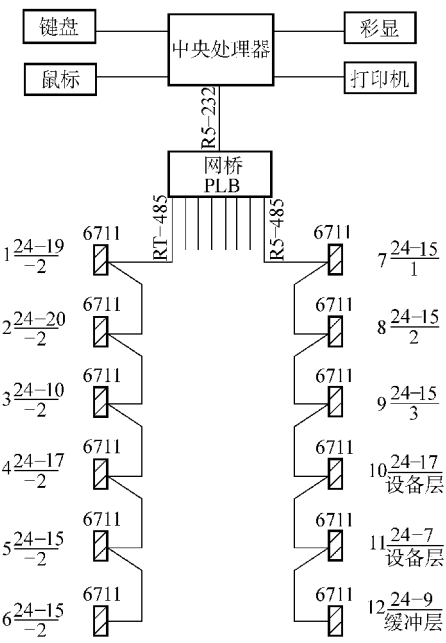 键盘
彩显
中央处理器
鼠标
打印机
R5-232
网桥
PLB
RT-485
R5-485
6711
1 24-19
-2
6711
7 24-15
1
6711
2 24-20
-2
6711
8 24-15
2
6711
3 24-10
-2
6711
9 24-15
3
6711
4 24-17
-2
6711
10 24-17
设备层
6711
5 24-15
-2
6711
11 24-7
设备层
6711
6 24-15
-2
6711
12 24-9
缓冲层